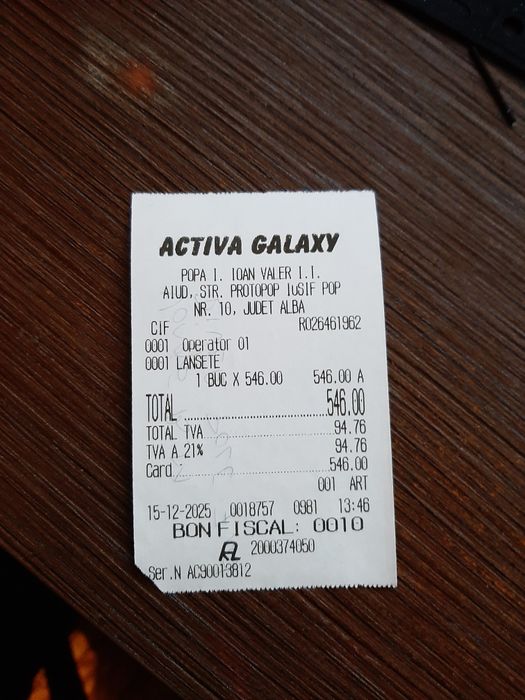 ACTIVA GALAXY
POPA I. IOAN VALER I.I.
AIUD, STR. PROTOPOP IUSIF POP
NR. 10, JUDET ALBA
CIF RO26461962
0001 Operator 01
0001 LANSETE
1 BUC X 546.00 546.00 A
TOTAL 546.00
TOTAL TVA 94.76
TVA A 21% 94.76
Card 546.00
001 ART
15-12-2025 0018757 0981 13:46
BON FISCAL: 0010
2000374050
Ser.N AC90013812